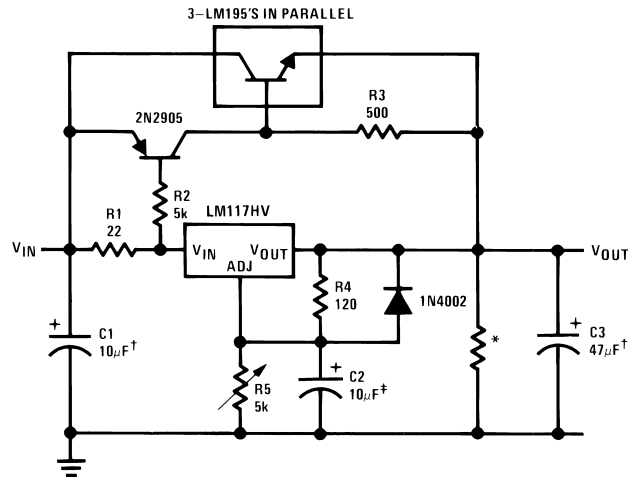 3–LM195'S IN PARALLEL
2N2905
R3
500
R2
5k
R1
22
LM117HV
VIN
VIN
VOUT
ADJ
VOUT
R4
120
1N4002
+
C1
10μF†
R5
5k
+
C2
10μF‡
*
+
C3
47μF†